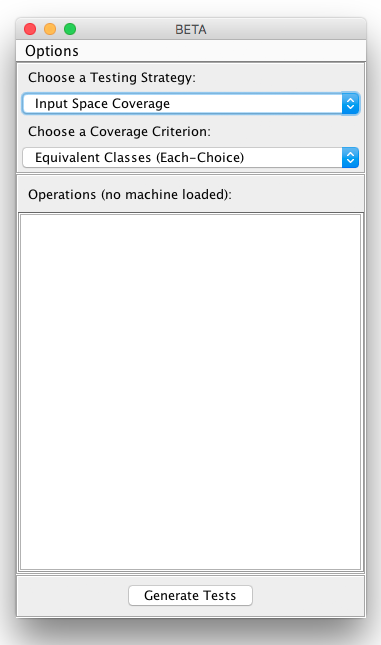 BETA
Options
Choose a Testing Strategy:
Input Space Coverage
Choose a Coverage Criterion:
Equivalent Classes (Each-Choice)
Operations (no machine loaded):
Generate Tests